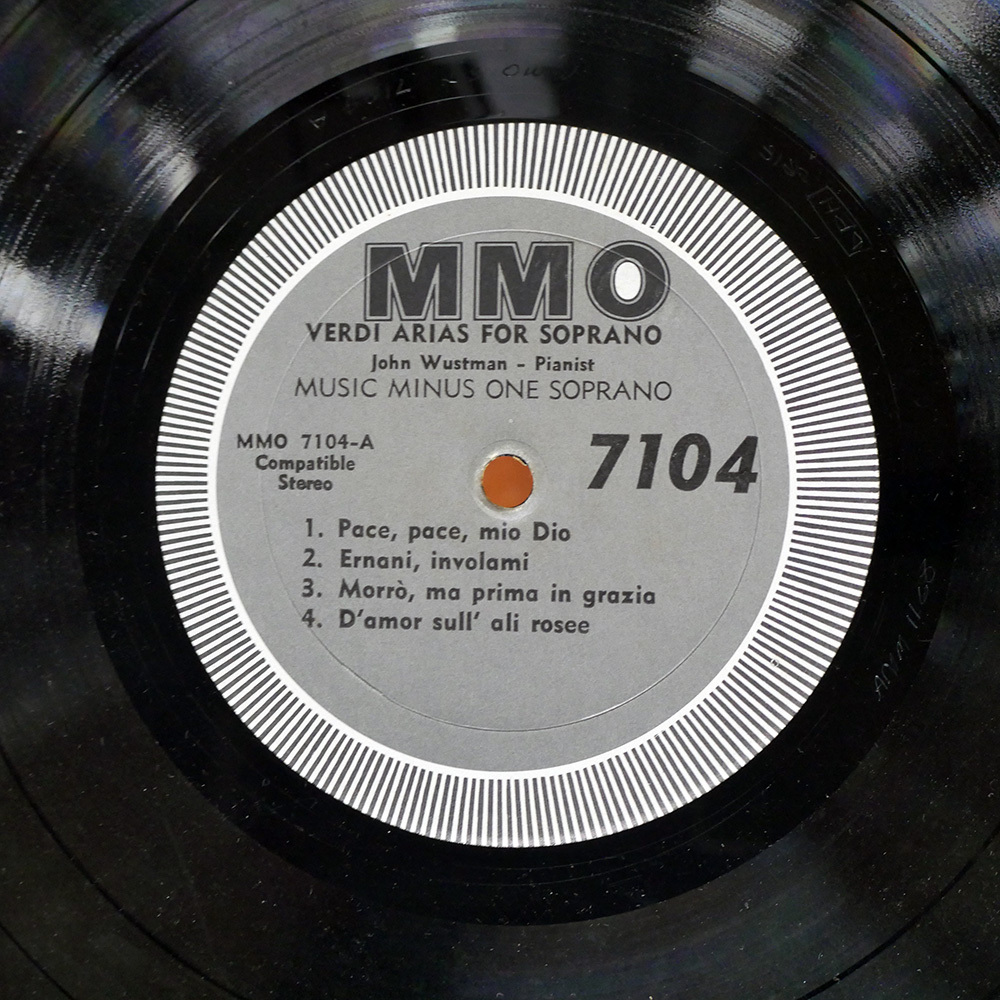 MMO
VERDI ARIAS FOR SOPRANO
John Wustman - Pianist
MUSIC MINUS ONE SOPRANO
MMO 7104-A
Compatible
Stereo
7104
1. Pace, pace, mio Dio
2. Ernani, involami
3. Morrò, ma prima in grazia
4. D'amor sull' ali rosee